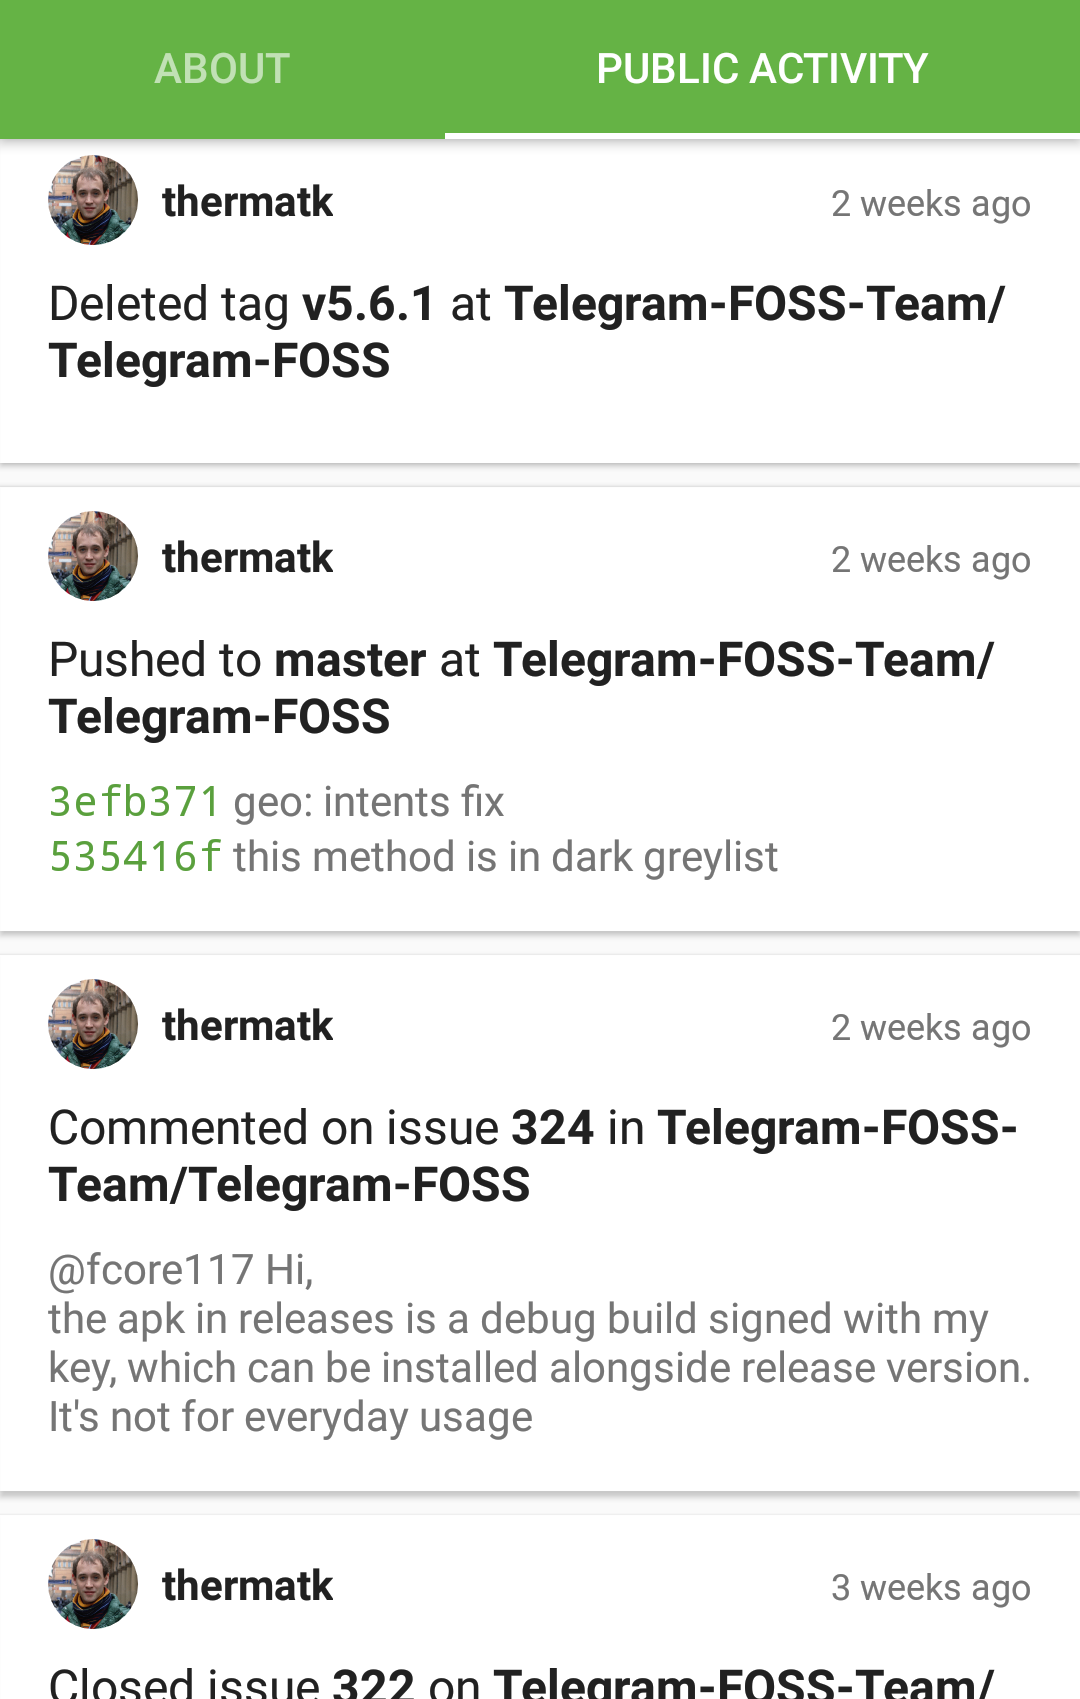 ABOUT PUBLIC ACTIVITY
thermatk 2 weeks ago
Deleted tag v5.6.1 at Telegram-FOSS-Team/
Telegram-FOSS
thermatk 2 weeks ago
Pushed to master at Telegram-FOSS-Team/
Telegram-FOSS
3efb371 geo: intents fix
535416f this method is in dark greylist
thermatk 2 weeks ago
Commented on issue 324 in Telegram-FOSS-
Team/Telegram-FOSS
@fcore117 Hi,
the apk in releases is a debug build signed with my
key, which can be installed alongside release version.
It's not for everyday usage
thermatk 3 weeks ago
Closed issue 322 on Telegram-FOSS-Team/